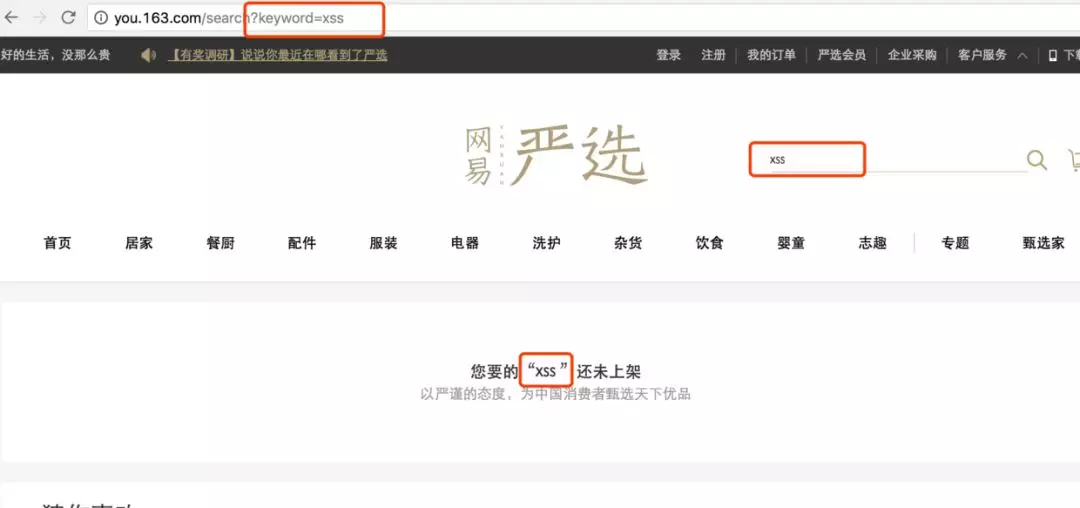 you.163.com/search?keyword=xss
好的生活，没那么贵 【有奖调研】说说你最近在哪看到了严选 登录 注册 我的订单 严选会员 企业采购 客户服务
网易 严选
YANXUAN
xss
首页 居家 餐厨 配件 服装 电器 洗护 杂货 饮食 婴童 志趣 专题 甄选家
您要的“xss ” 还未上架
以严谨的态度，为中国消费者甄选天下优品